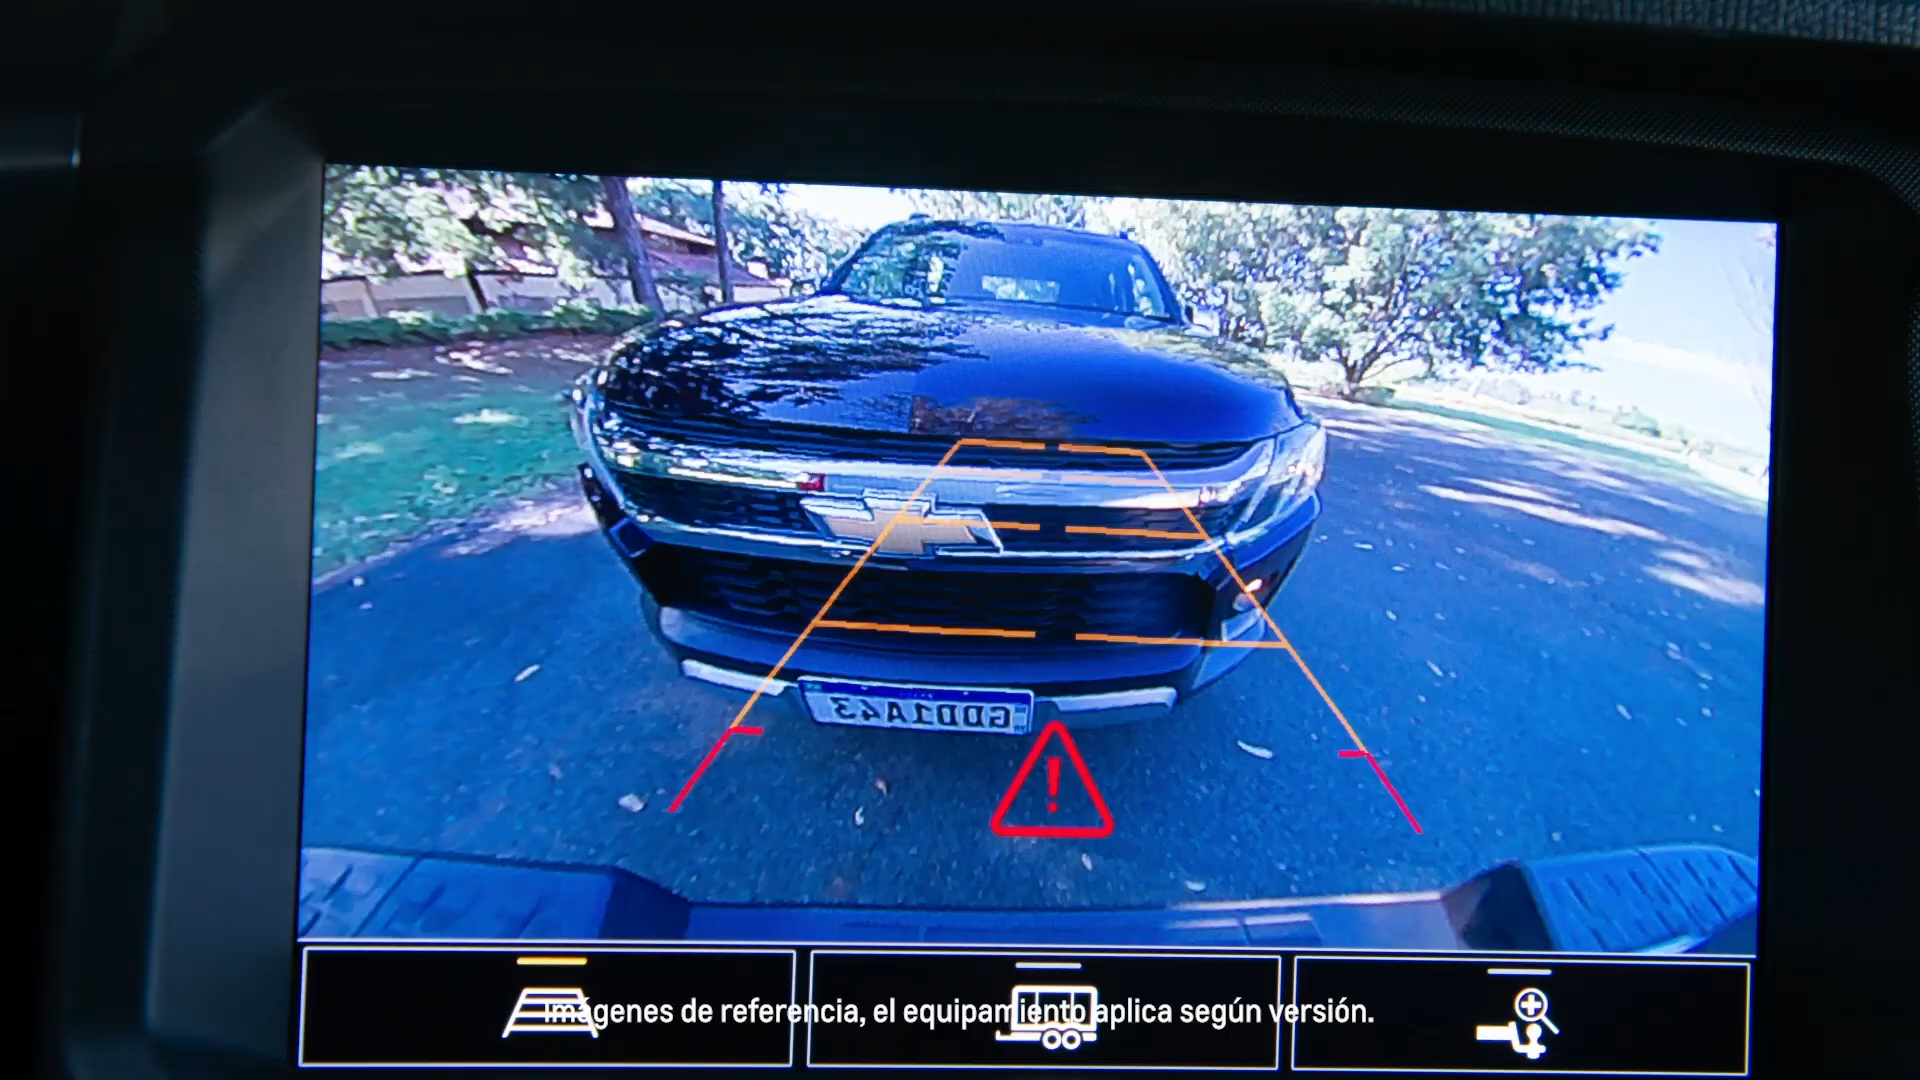 GDD1A43
!
Imágenes de referencia, el equipamiento aplica según versión.